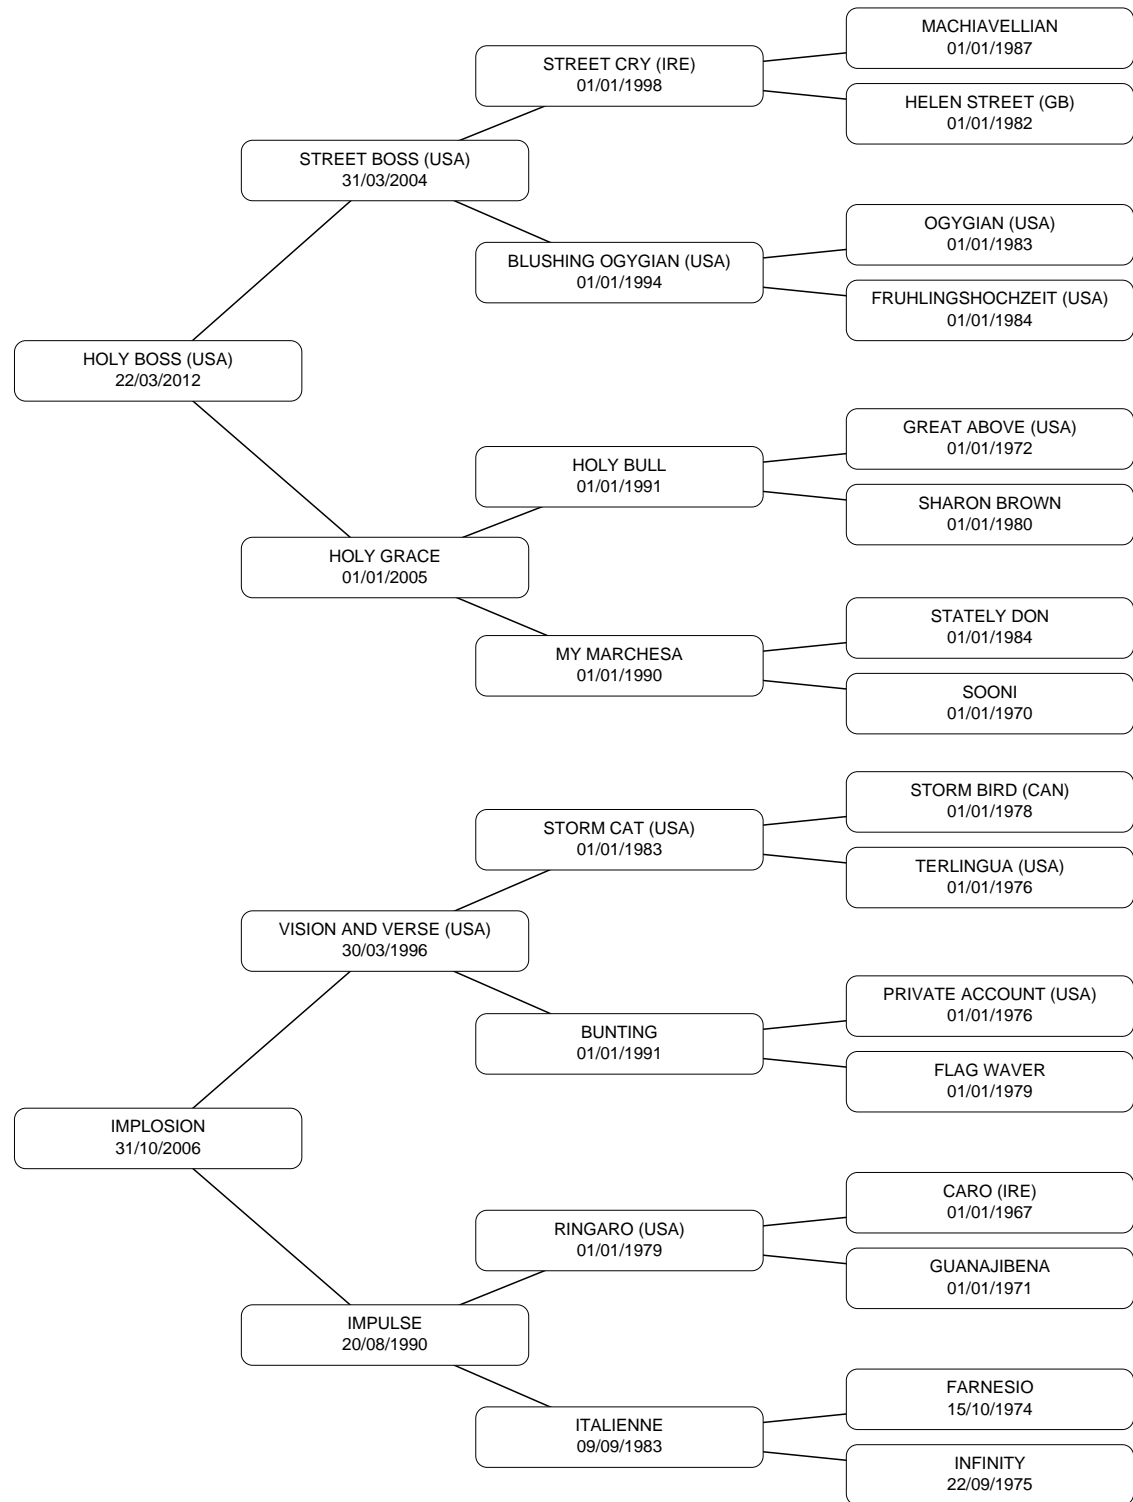 MACHIAVELLIAN
01/01/1987
STREET CRY (IRE)
01/01/1998
HELEN STREET (GB)
01/01/1982
STREET BOSS (USA)
31/03/2004
OGYGIAN (USA)
01/01/1983
BLUSHING OGYGIAN (USA)
01/01/1994
FRUHLINGSHOCHZEIT (USA)
01/01/1984
HOLY BOSS (USA)
22/03/2012
GREAT ABOVE (USA)
01/01/1972
HOLY BULL
01/01/1991
SHARON BROWN
01/01/1980
HOLY GRACE
01/01/2005
STATELY DON
01/01/1984
MY MARCHESA
01/01/1990
SOONI
01/01/1970
STORM BIRD (CAN)
01/01/1978
STORM CAT (USA)
01/01/1983
TERLINGUA (USA)
01/01/1976
VISION AND VERSE (USA)
30/03/1996
PRIVATE ACCOUNT (USA)
01/01/1976
BUNTING
01/01/1991
FLAG WAVER
01/01/1979
IMPLOSION
31/10/2006
CARO (IRE)
01/01/1967
RINGARO (USA)
01/01/1979
GUANAJIBENA
01/01/1971
IMPULSE
20/08/1990
FARNESIO
15/10/1974
ITALIENNE
09/09/1983
INFINITY
22/09/1975